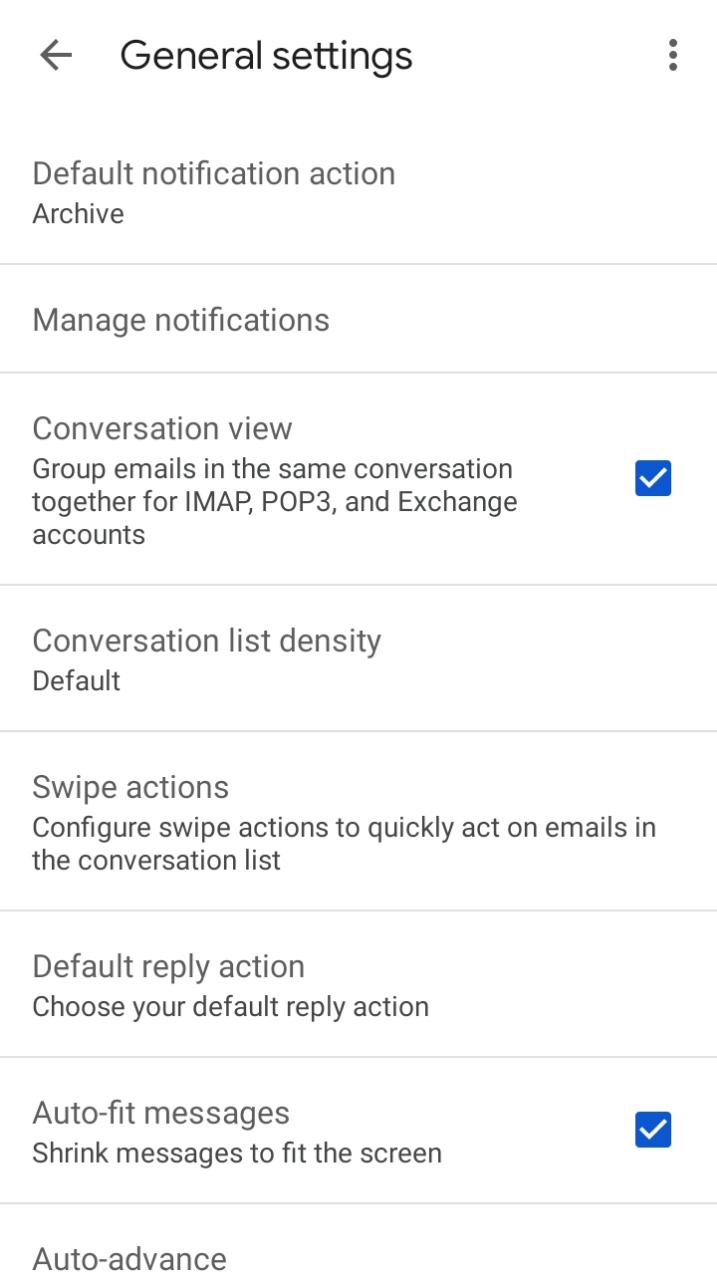 General settings
Default notification action
Archive
Manage notifications
Conversation view
Group emails in the same conversation
together for IMAP, POP3, and Exchange
accounts
Conversation list density
Default
Swipe actions
Configure swipe actions to quickly act on emails in
the conversation list
Default reply action
Choose your default reply action
Auto-fit messages
Shrink messages to fit the screen
Auto-advance